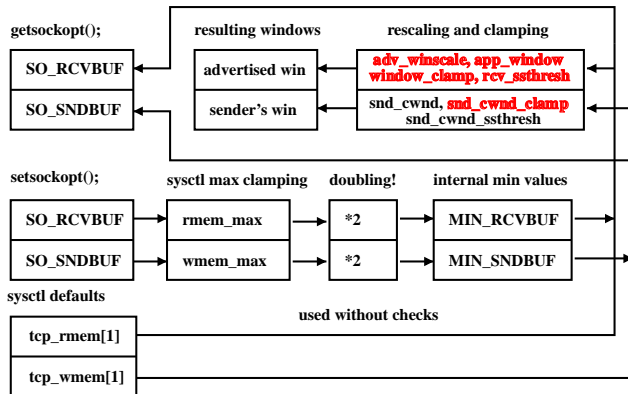 getsockopt(); resulting windows rescaling and clamping
SO_RCVBUF advertised win adv_winscale, app_window
window_clamp, rcv_ssthresh
SO_SNDBUF sender's win snd_cwnd, snd_cwnd_clamp
snd_cwnd_ssthresh
setsockopt(); sysctl max clamping doubling! internal min values
SO_RCVBUF rmem_max *2 MIN_RCVBUF
SO_SNDBUF wmem_max *2 MIN_SNDBUF
sysctl defaults
used without checks
tcp_rmem[1]
tcp_wmem[1]